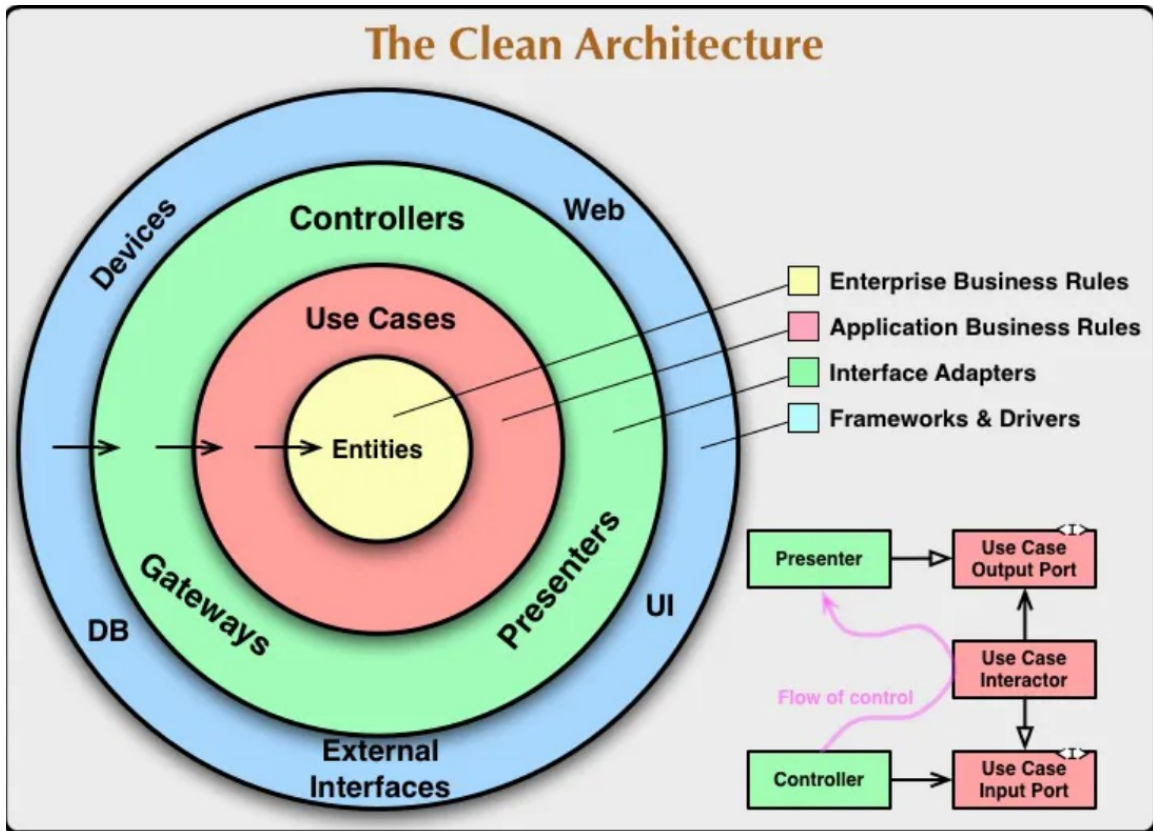 The Clean Architecture
Devices
Controllers
Web
Use Cases
Entities
Gateways
Presenters
DB
UI
External
Interfaces
Enterprise Business Rules
Application Business Rules
Interface Adapters
Frameworks & Drivers
Presenter
<I>
Use Case
Output Port
Use Case
Interactor
Flow of control
Controller
<I>
Use Case
Input Port